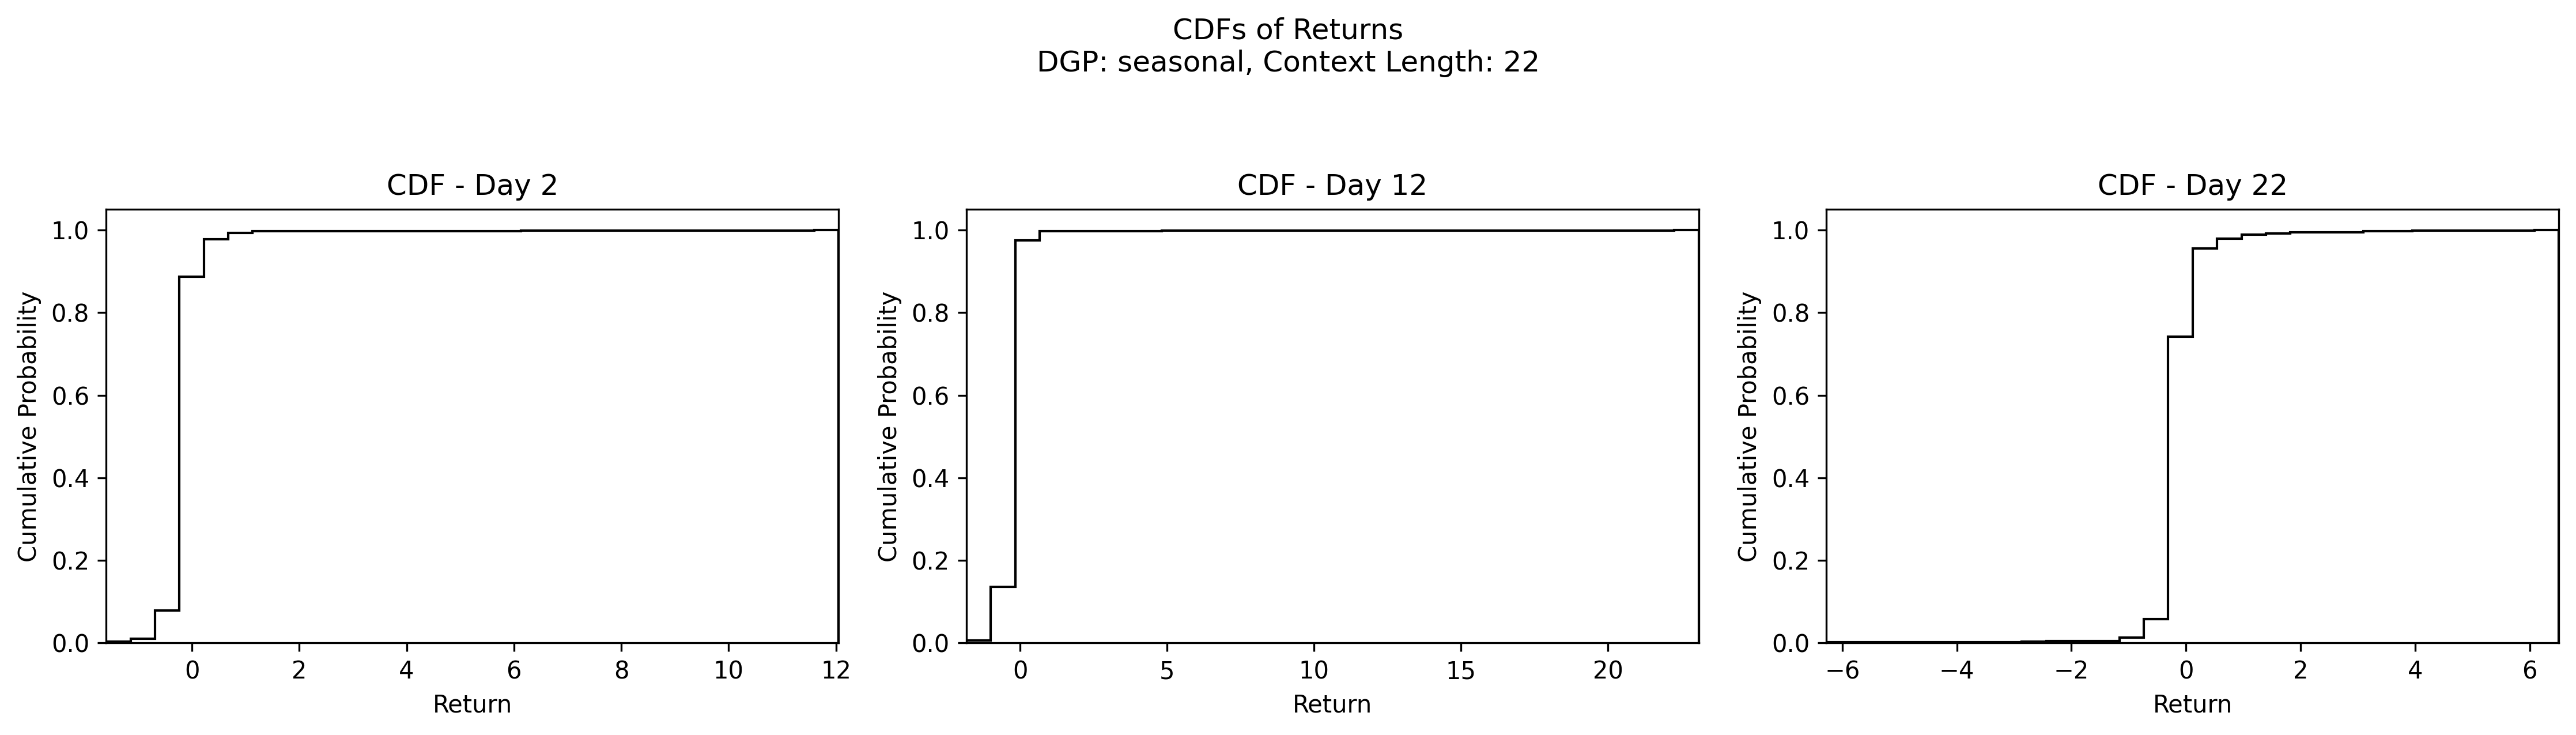 CDFs of Returns
DGP: seasonal, Context Length: 22
CDF - Day 2
1.0
0.8
0.6
0.4
0.2
0.0
Cumulative Probability
0 2 4 6 8 10 12
Return
CDF - Day 12
1.0
0.8
0.6
0.4
0.2
0.0
Cumulative Probability
0 5 10 15 20
Return
CDF - Day 22
1.0
0.8
0.6
0.4
0.2
0.0
Cumulative Probability
−6 −4 −2 0 2 4 6
Return